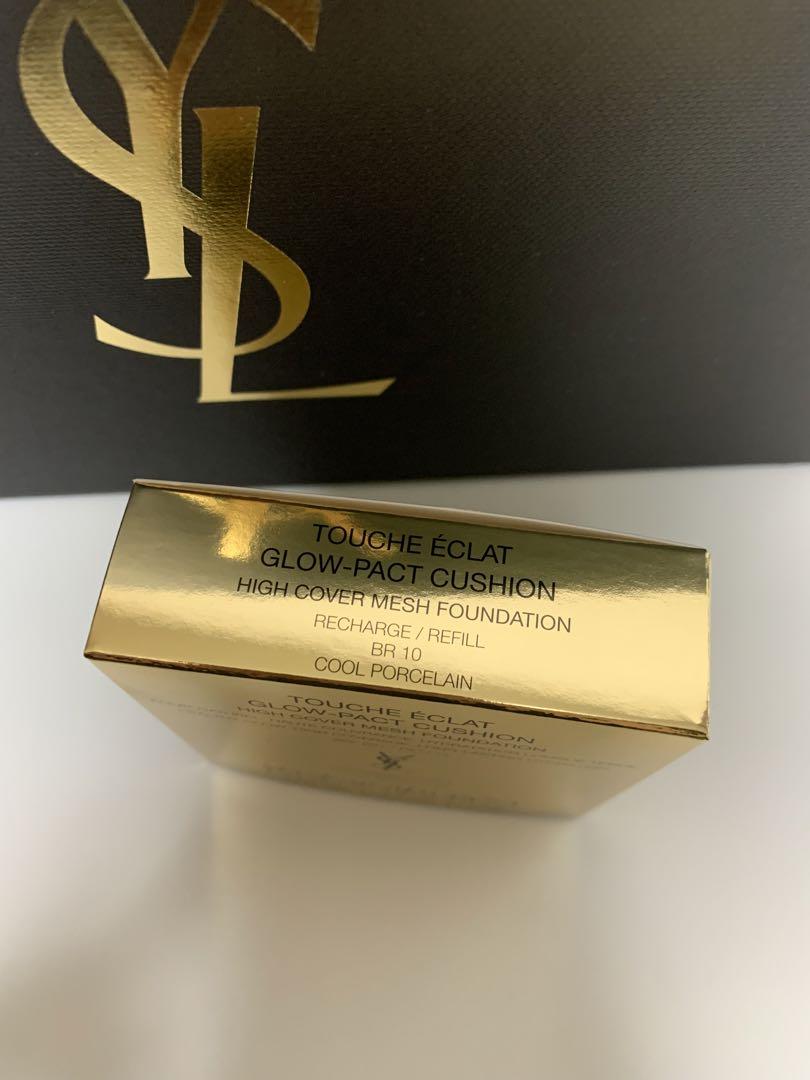 YSL
TOUCHE ÉCLAT
GLOW-PACT CUSHION
HIGH COVER MESH FOUNDATION
RECHARGE / REFILL
BR 10
COOL PORCELAIN
TOUCHE ÉCLAT
GLOW-PACT CUSHION
HIGH COVER MESH FOUNDATION